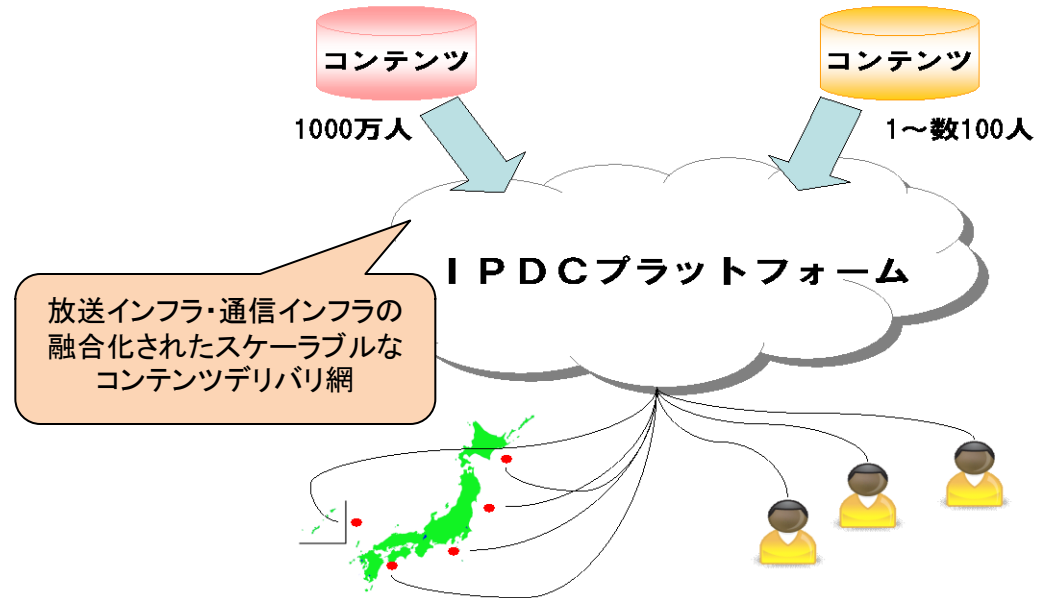 コンテンツ
コンテンツ
1000万人
1～数100人
ＩＰＤＣプラットフォーム
放送インフラ・通信インフラの
融合化されたスケーラブルな
コンテンツデリバリ網